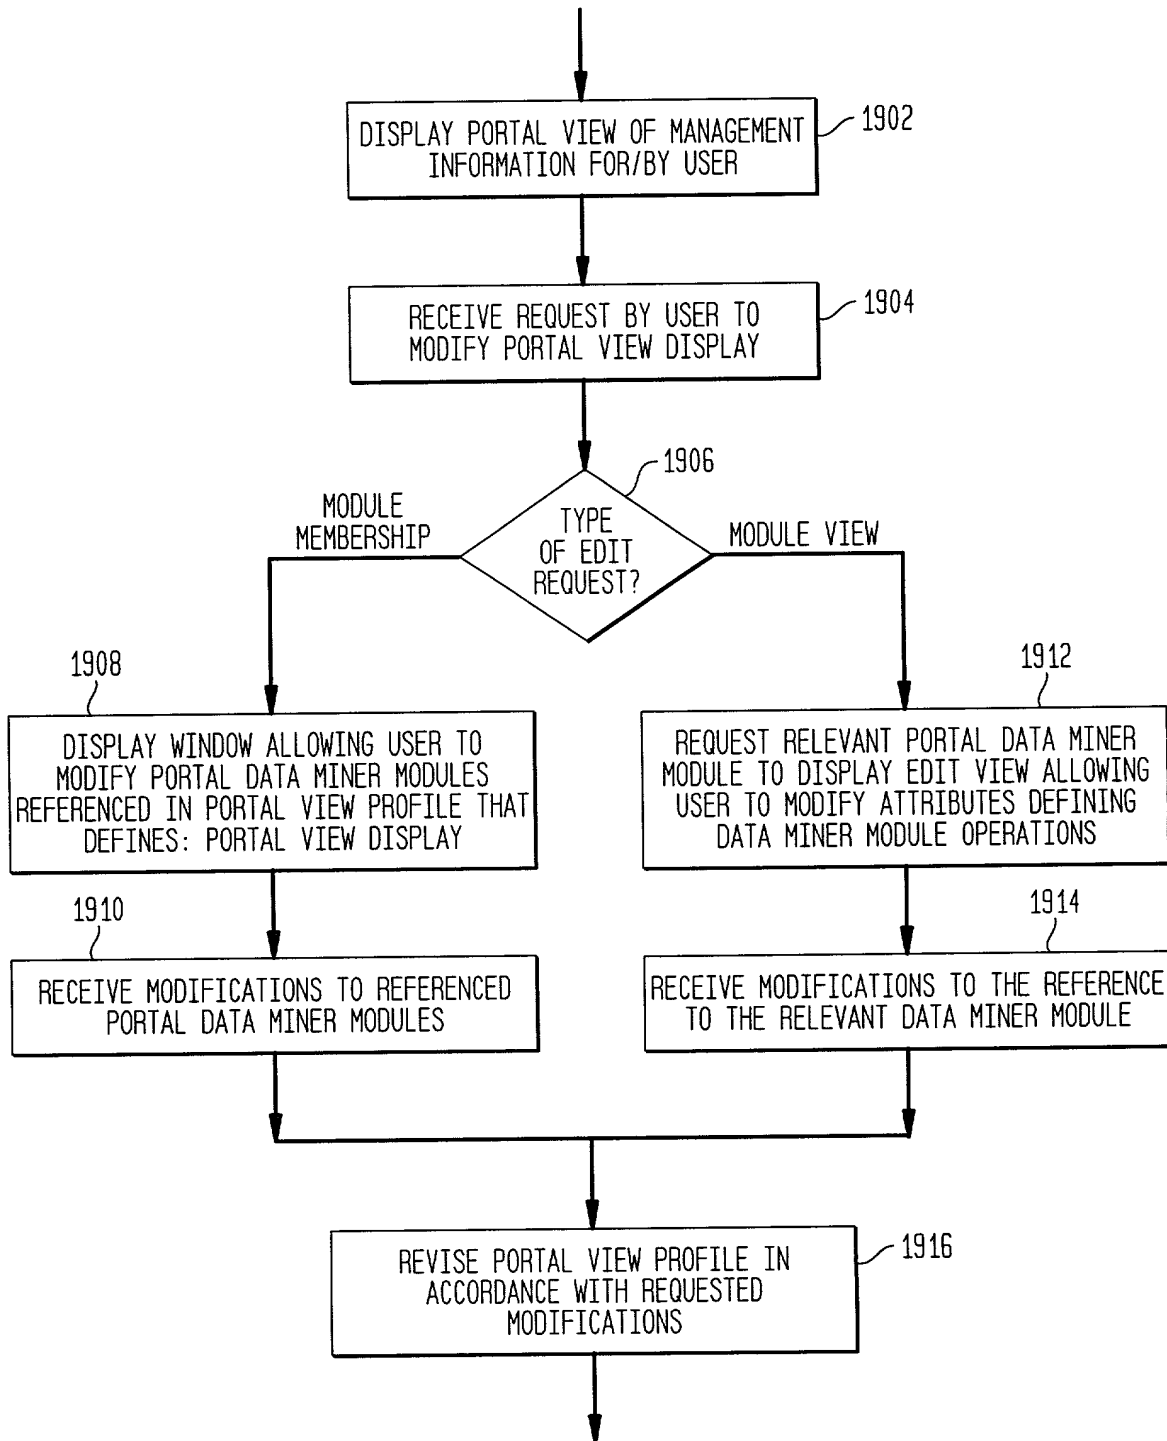 DISPLAY PORTAL VIEW OF MANAGEMENT
INFORMATION FOR/BY USER
1902
RECEIVE REQUEST BY USER TO
MODIFY PORTAL VIEW DISPLAY
1904
1906
TYPE
OF EDIT
REQUEST?
MODULE
MEMBERSHIP
MODULE VIEW
1908
DISPLAY WINDOW ALLOWING USER TO
MODIFY PORTAL DATA MINER MODULES
REFERENCED IN PORTAL VIEW PROFILE THAT
DEFINES: PORTAL VIEW DISPLAY
1912
REQUEST RELEVANT PORTAL DATA MINER
MODULE TO DISPLAY EDIT VIEW ALLOWING
USER TO MODIFY ATTRIBUTES DEFINING
DATA MINER MODULE OPERATIONS
1910
RECEIVE MODIFICATIONS TO REFERENCED
PORTAL DATA MINER MODULES
1914
RECEIVE MODIFICATIONS TO THE REFERENCE
TO THE RELEVANT DATA MINER MODULE
REVISE PORTAL VIEW PROFILE IN
ACCORDANCE WITH REQUESTED
MODIFICATIONS
1916